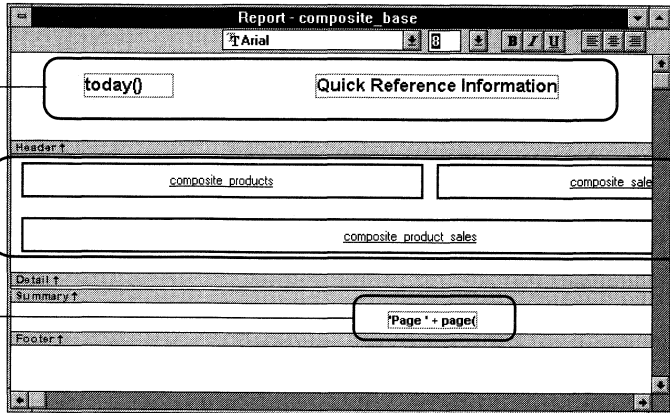 Report - composite_base
Arial 8 B I U
today() Quick Reference Information
Header ↑
composite_products composite_sale
composite_product_sales
Detail ↑
Summary ↑
'Page ' + page(
Footer ↑